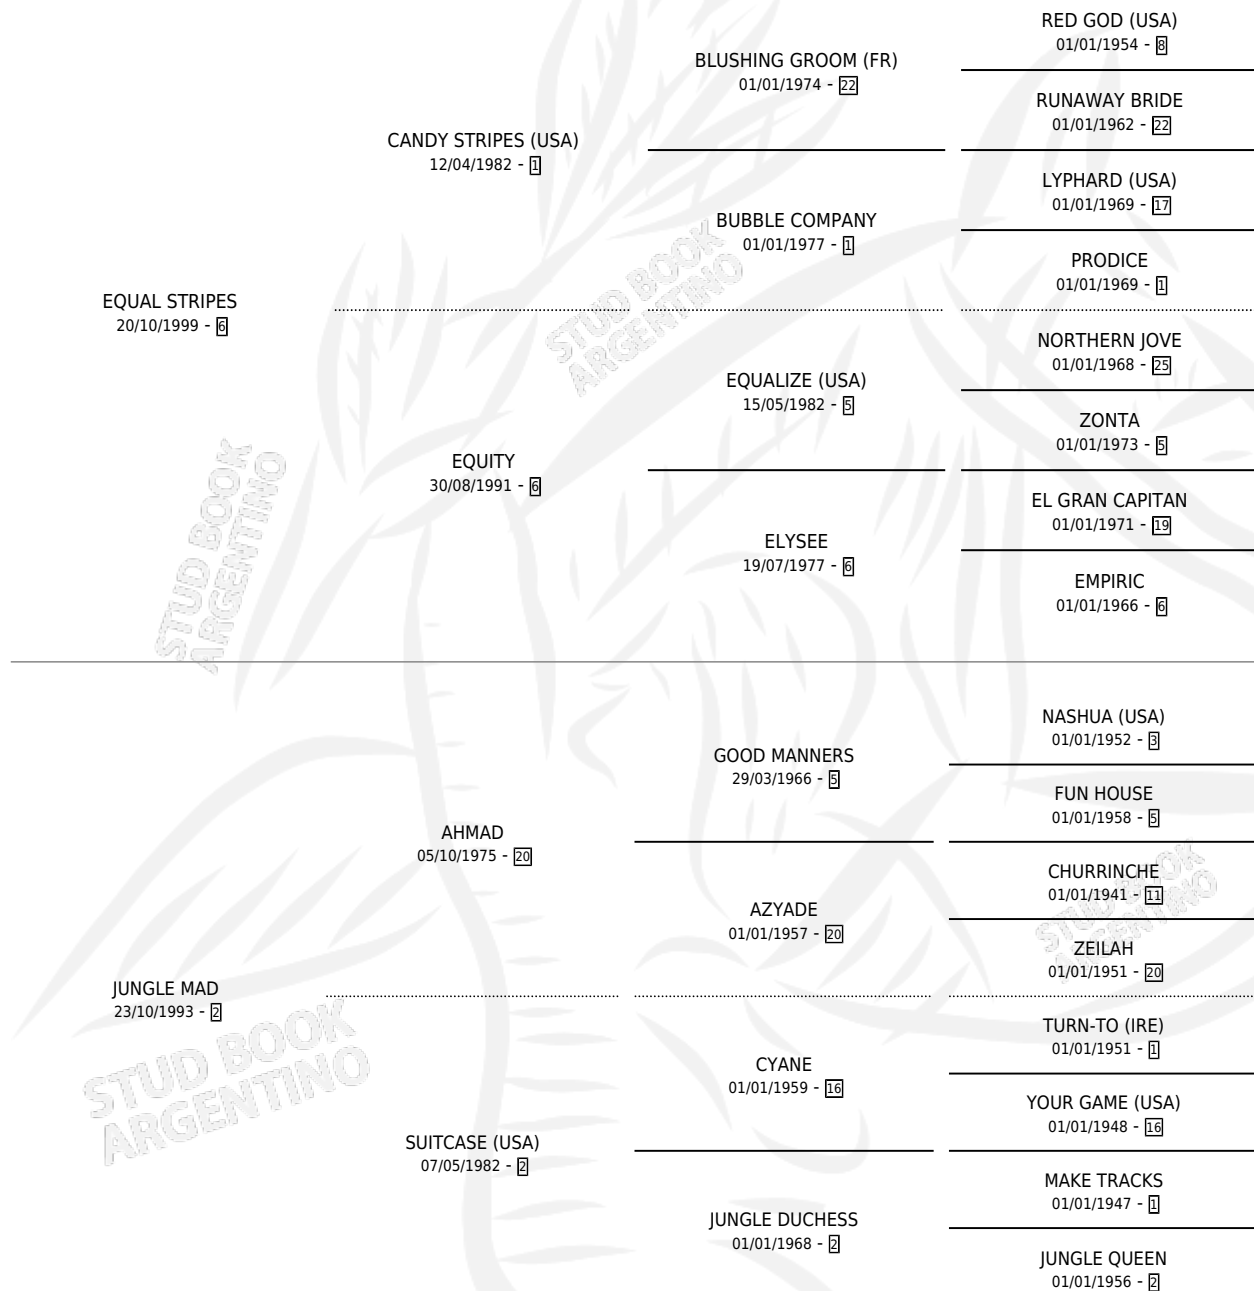 RED GOD (USA)
01/01/1954 - 8
BLUSHING GROOM (FR)
01/01/1974 - 22
RUNAWAY BRIDE
01/01/1962 - 22
CANDY STRIPES (USA)
12/04/1982 - 1
LYPHARD (USA)
01/01/1969 - 17
BUBBLE COMPANY
01/01/1977 - 1
PRODICE
01/01/1969 - 1
EQUAL STRIPES
20/10/1999 - 6
NORTHERN JOVE
01/01/1968 - 25
EQUALIZE (USA)
15/05/1982 - 5
ZONTA
01/01/1973 - 5
EQUITY
30/08/1991 - 6
EL GRAN CAPITAN
01/01/1971 - 19
ELYSEE
19/07/1977 - 6
EMPIRIC
01/01/1966 - 6
NASHUA (USA)
01/01/1952 - 3
GOOD MANNERS
29/03/1966 - 5
FUN HOUSE
01/01/1958 - 5
AHMAD
05/10/1975 - 20
CHURRINCHE
01/01/1941 - 11
AZYADE
01/01/1957 - 20
ZEILAH
01/01/1951 - 20
JUNGLE MAD
23/10/1993 - 2
TURN-TO (IRE)
01/01/1951 - 1
CYANE
01/01/1959 - 16
YOUR GAME (USA)
01/01/1948 - 16
SUITCASE (USA)
07/05/1982 - 2
MAKE TRACKS
01/01/1947 - 1
JUNGLE DUCHESS
01/01/1968 - 2
JUNGLE QUEEN
01/01/1956 - 2
STUD BOOK
ARGENTINO
STUD BOOK
ARGENTINO
STUD BOOK
ARGENTINO
STUD BOOK
ARGENTINO